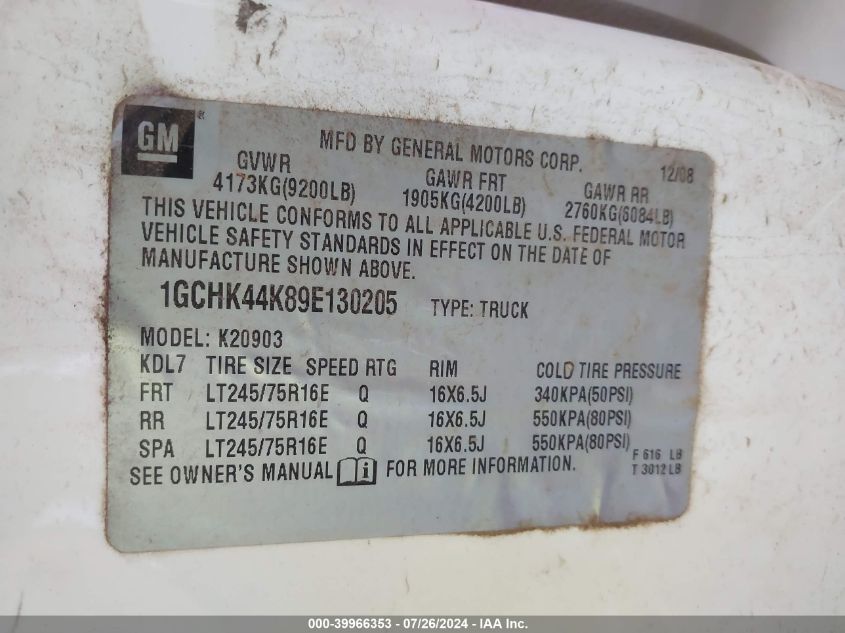 GM ®
MFD BY GENERAL MOTORS CORP. 12/08
GVWR GAWR FRT GAWR RR
4173KG(9200LB) 1905KG(4200LB) 2760KG(6084LB)
THIS VEHICLE CONFORMS TO ALL APPLICABLE U.S. FEDERAL MOTOR
VEHICLE SAFETY STANDARDS IN EFFECT ON THE DATE OF
MANUFACTURE SHOWN ABOVE.
1GCHK44K89E130205 TYPE: TRUCK
MODEL: K20903
KDL7 TIRE SIZE SPEED RTG RIM COLD TIRE PRESSURE
FRT LT245/75R16E Q 16X6.5J 340KPA(50PSI)
RR LT245/75R16E Q 16X6.5J 550KPA(80PSI)
SPA LT245/75R16E Q 16X6.5J 550KPA(80PSI)
F 616 LB
SEE OWNER'S MANUAL i FOR MORE INFORMATION. T 3012LB
000-39966353 - 07/26/2024 - IAA Inc.